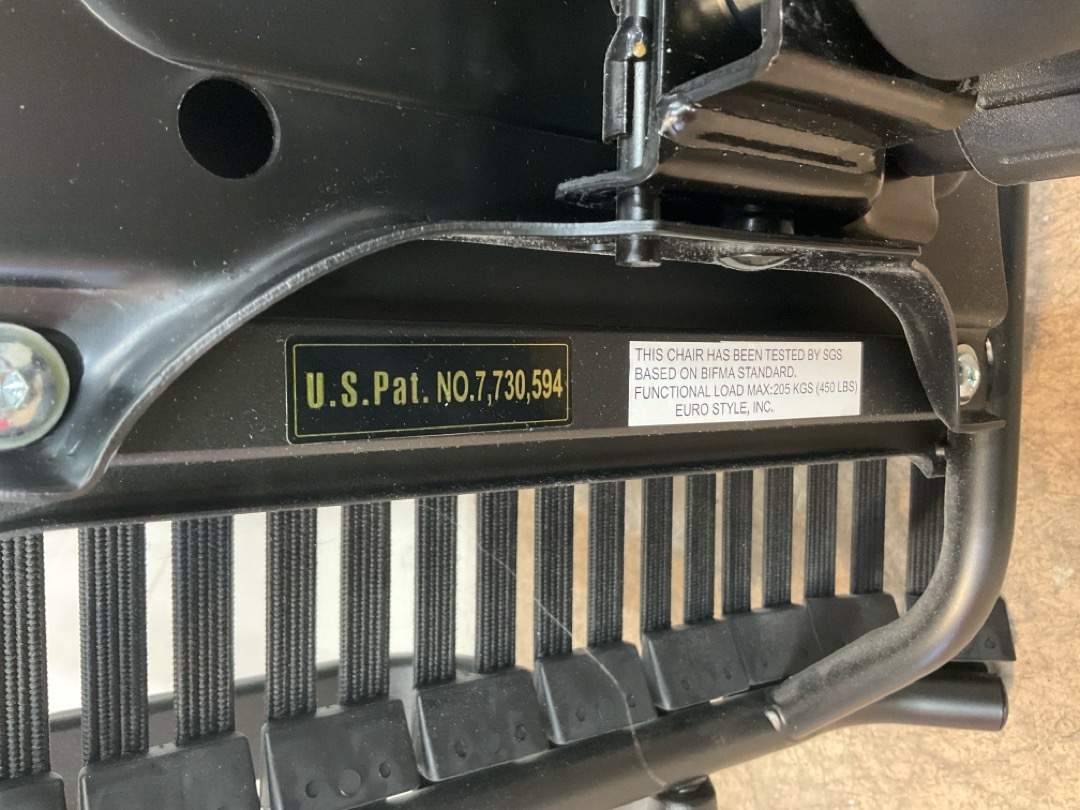 U.S.Pat. NO.7,730,594
THIS CHAIR HAS BEEN TESTED BY SGS
BASED ON BIFMA STANDARD.
FUNCTIONAL LOAD MAX:205 KGS (450 LBS)
EURO STYLE, INC.